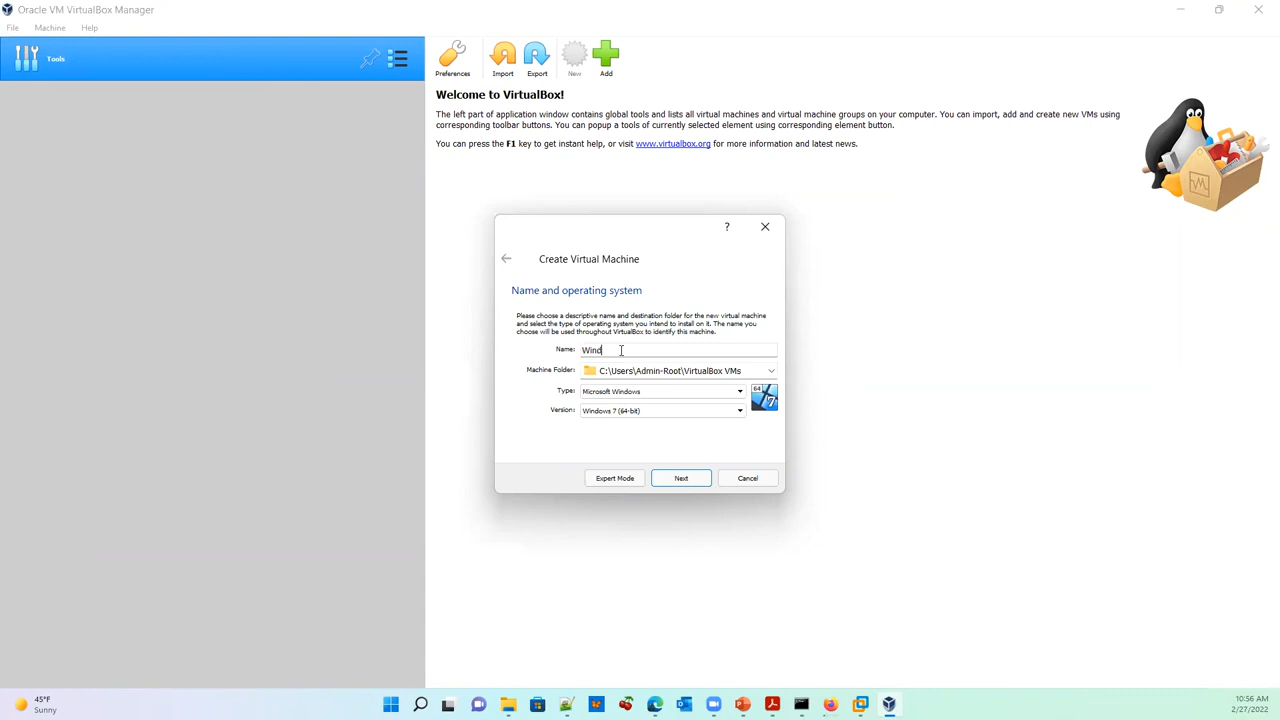 Oracle VM VirtualBox Manager
File Machine Help
Tools
Preferences Import Export New Add
Welcome to VirtualBox!
The left part of application window contains global tools and lists all virtual machines and virtual machine groups on your computer. You can import, add and create new VMs using
corresponding toolbar buttons. You can popup a tools of currently selected element using corresponding element button.
You can press the F1 key to get instant help, or visit www.virtualbox.org for more information and latest news.
?
Create Virtual Machine
Name and operating system
Please choose a descriptive name and destination folder for the new virtual machine
and select the type of operating system you intend to install on it. The name you
choose will be used throughout VirtualBox to identify this machine.
Name: Wind
Machine Folder: C:\Users\Admin-Root\VirtualBox VMs
Type: Microsoft Windows
64
7
Version: Windows 7 (64-bit)
Expert Mode Next Cancel
45°F
Sunny
10:56 AM
2/27/2022